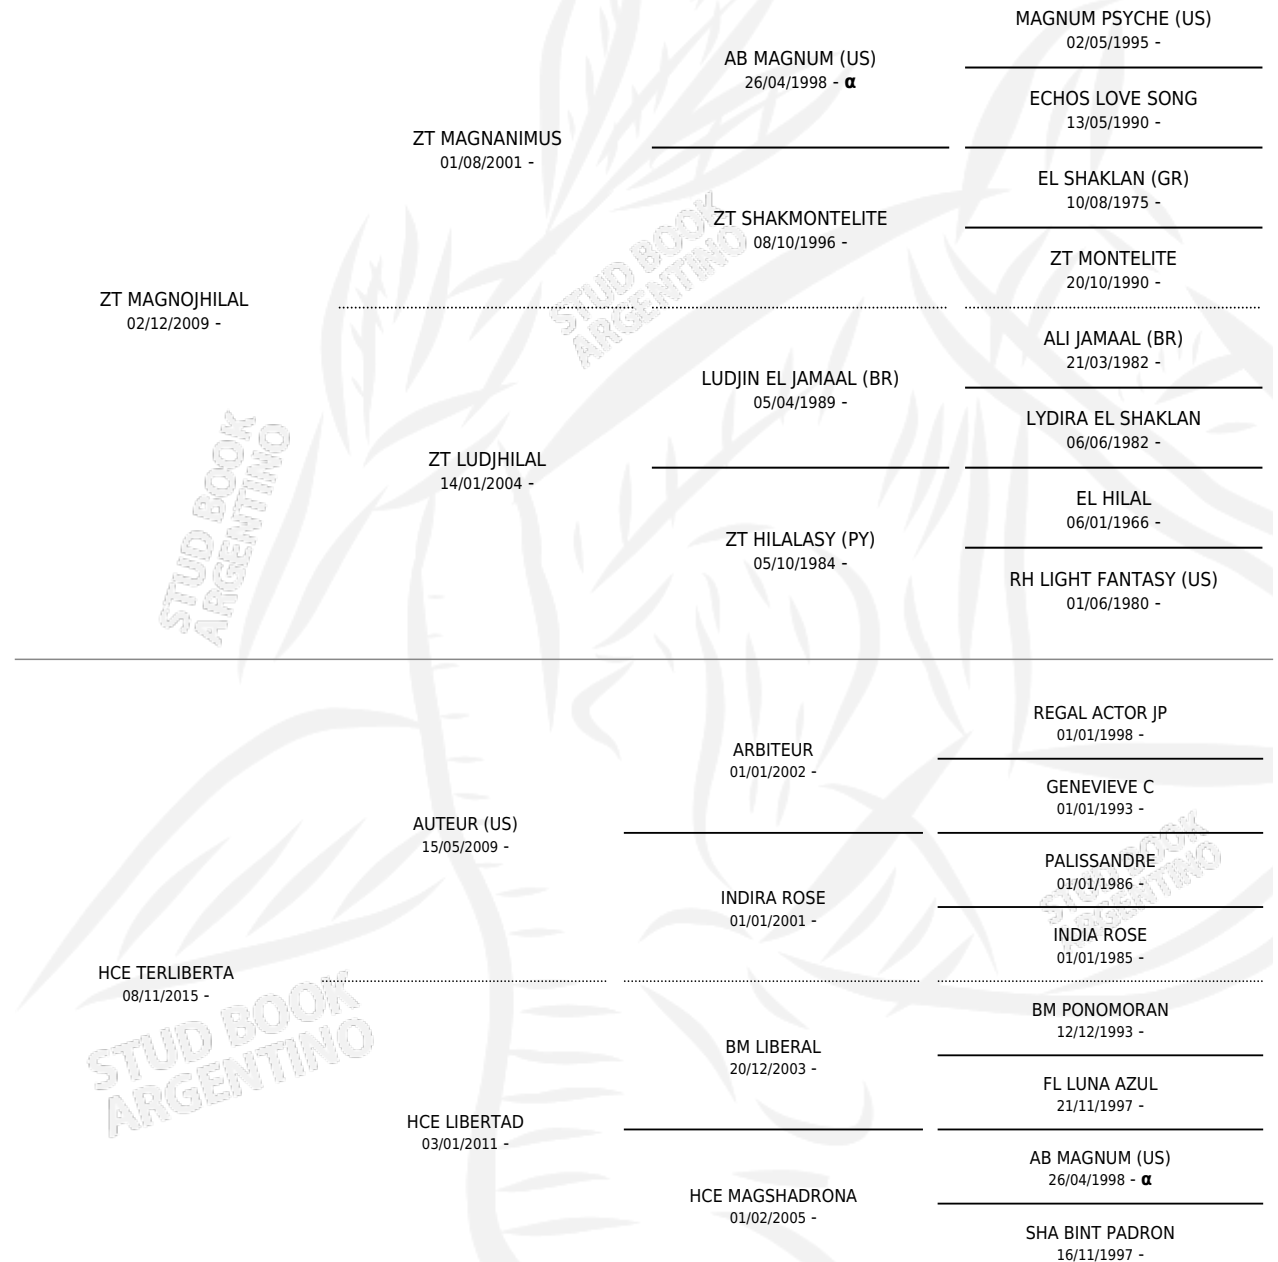 MAGNUM PSYCHE (US)
02/05/1995 -
AB MAGNUM (US)
26/04/1998 - α
ECHOS LOVE SONG
13/05/1990 -
ZT MAGNANIMUS
01/08/2001 -
EL SHAKLAN (GR)
10/08/1975 -
ZT SHAKMONTELITE
08/10/1996 -
ZT MONTELITE
20/10/1990 -
ZT MAGNOJHILAL
02/12/2009 -
ALI JAMAAL (BR)
21/03/1982 -
LUDJIN EL JAMAAL (BR)
05/04/1989 -
LYDIRA EL SHAKLAN
06/06/1982 -
ZT LUDJHILAL
14/01/2004 -
EL HILAL
06/01/1966 -
ZT HILALASY (PY)
05/10/1984 -
RH LIGHT FANTASY (US)
01/06/1980 -
REGAL ACTOR JP
01/01/1998 -
ARBITEUR
01/01/2002 -
GENEVIEVE C
01/01/1993 -
AUTEUR (US)
15/05/2009 -
PALISSANDRE
01/01/1986 -
INDIRA ROSE
01/01/2001 -
INDIA ROSE
01/01/1985 -
HCE TERLIBERTA
08/11/2015 -
BM PONOMORAN
12/12/1993 -
BM LIBERAL
20/12/2003 -
FL LUNA AZUL
21/11/1997 -
HCE LIBERTAD
03/01/2011 -
AB MAGNUM (US)
26/04/1998 - α
HCE MAGSHADRONA
01/02/2005 -
SHA BINT PADRON
16/11/1997 -
STUD BOOK
ARGENTINO
STUD BOOK
ARGENTINO
STUD BOOK
ARGENTINO
STUD BOOK
ARGENTINO